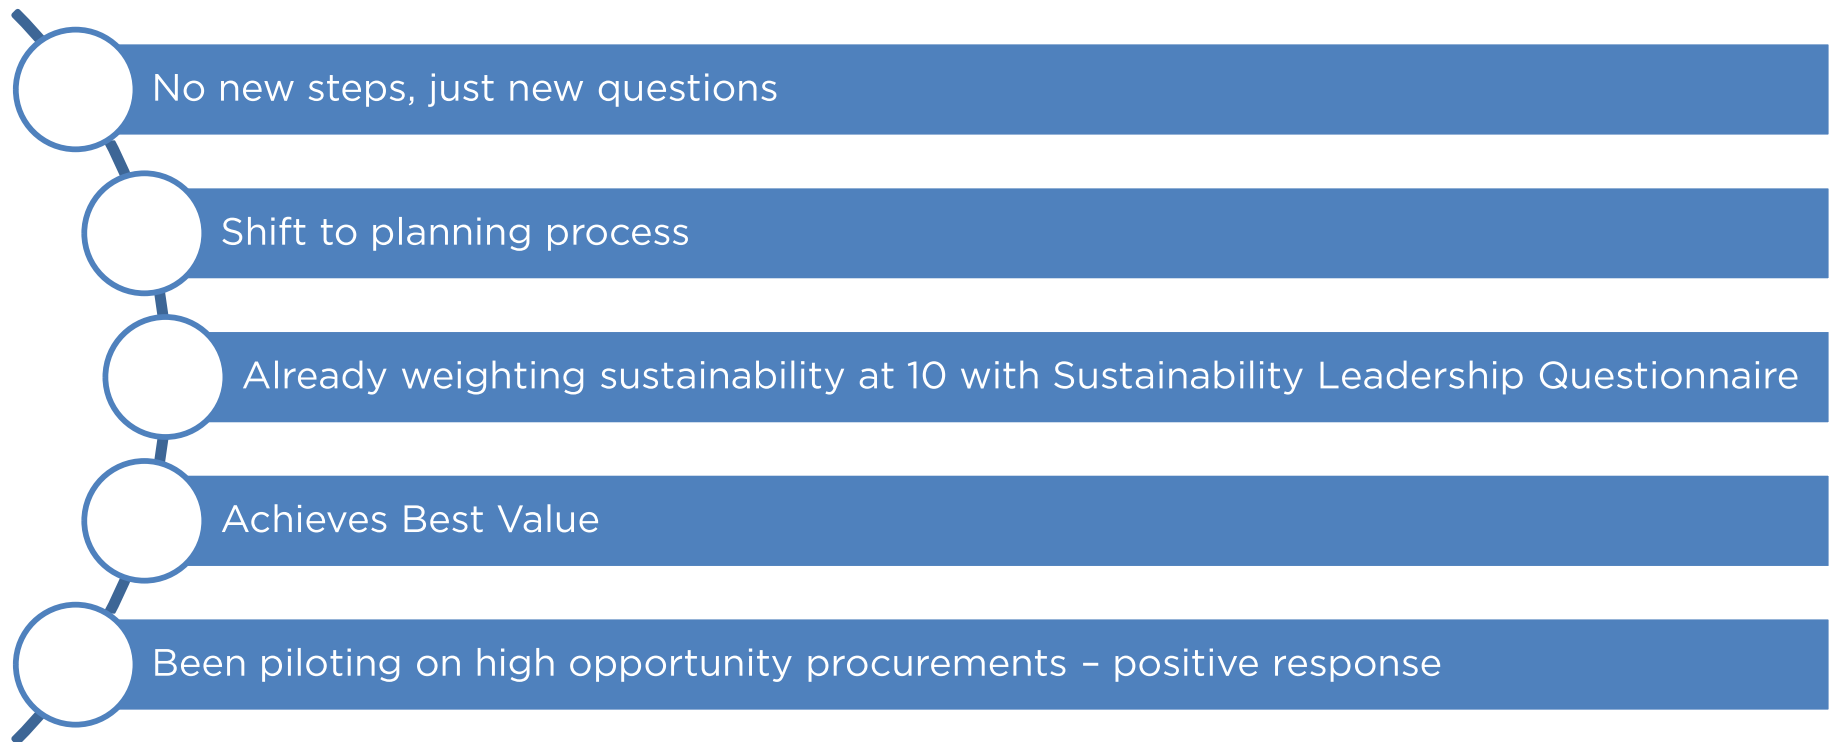 No new steps, just new questions
Shift to planning process
Already weighting sustainability at 10 with Sustainability Leadership Questionnaire
Achieves Best Value
Been piloting on high opportunity procurements – positive response